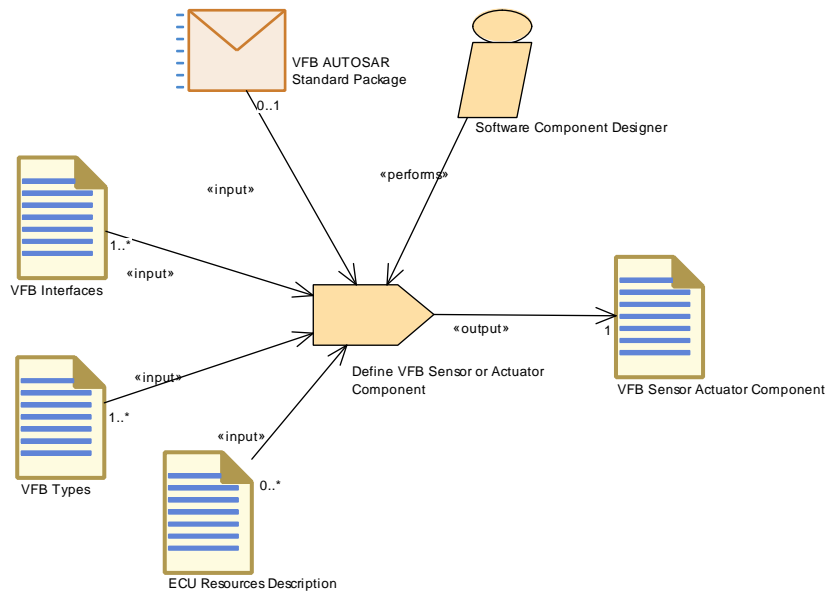 VFB AUTOSAR
Standard Package
0..1
Software Component Designer
«input»
«performs»
VFB Interfaces
1..*
«input»
Define VFB Sensor or Actuator
Component
«output»
1
VFB Sensor Actuator Component
VFB Types
1..*
«input»
ECU Resources Description
0..*
«input»